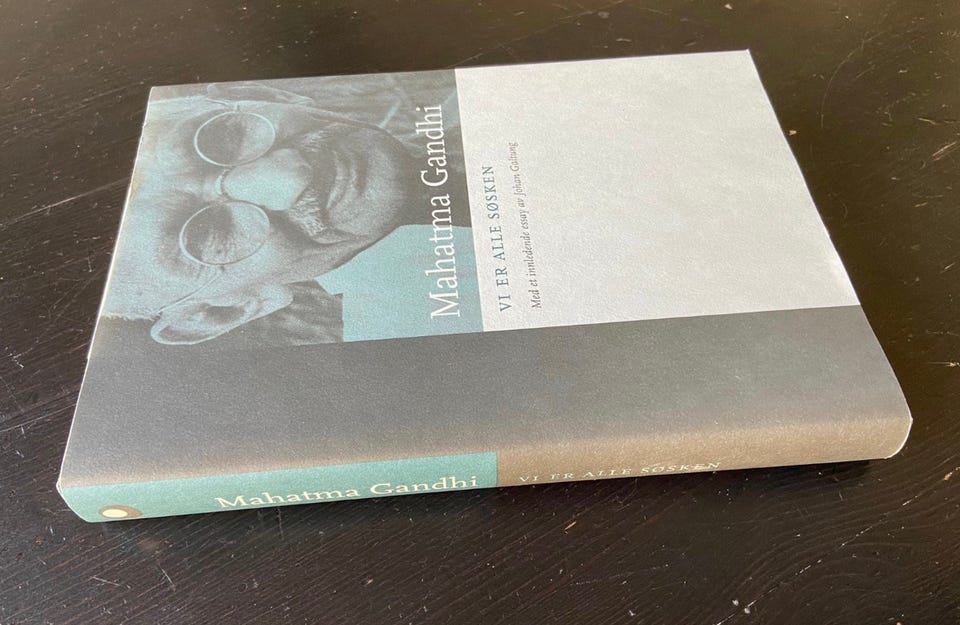 Mahatma Gandhi
VI ER ALLE SØSKEN
Med et innledende essay av Johan Galtung
Mahatma Gandhi VI ER ALLE SØSKEN